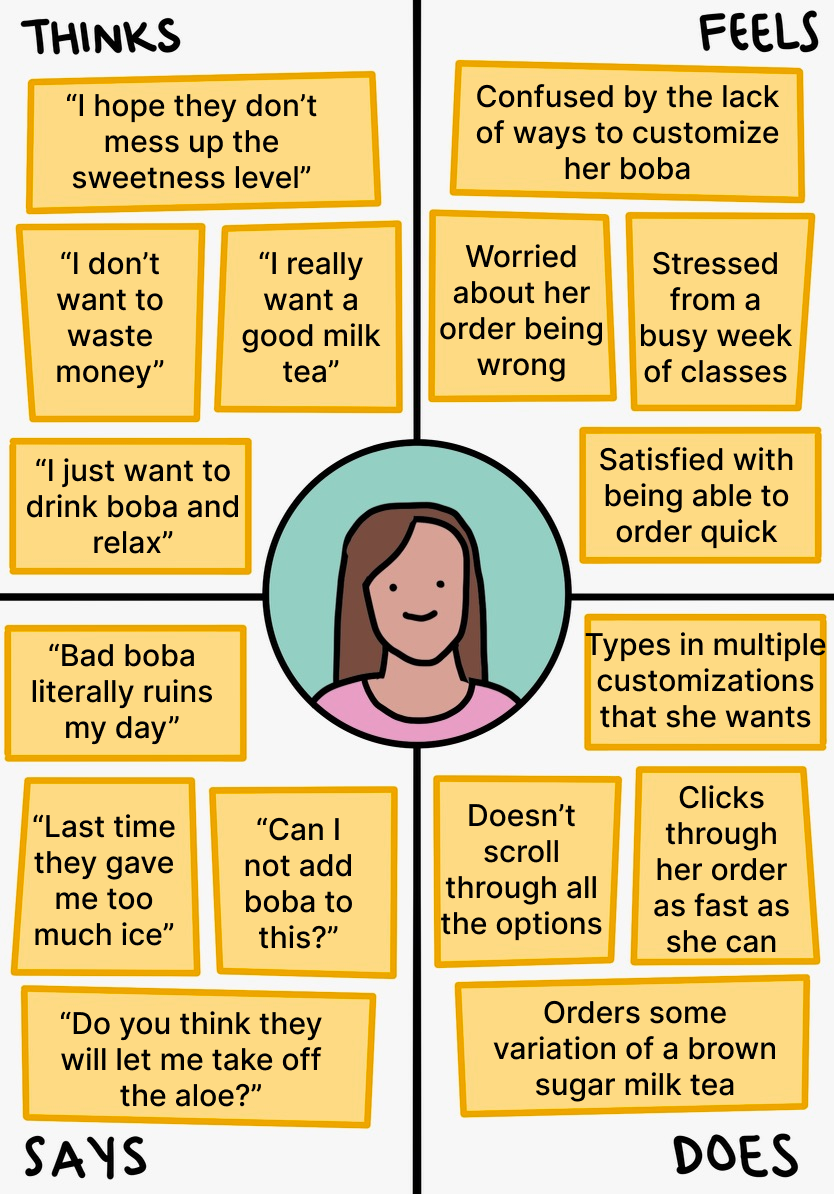 THINKS
“I hope they don’t
mess up the
sweetness level”
“I don’t
want to
waste
money”
“I really
want a
good milk
tea”
“I just want to
drink boba and
relax”
FEELS
Confused by the lack
of ways to customize
her boba
Worried
about her
order being
wrong
Stressed
from a
busy week
of classes
Satisfied with
being able to
order quick
“Bad boba
literally ruins
my day”
“Last time
they gave
me too
much ice”
“Can I
not add
boba to
this?”
“Do you think they
will let me take off
the aloe?”
SAYS
Types in multiple
customizations
that she wants
Doesn’t
scroll
through all
the options
Clicks
through
her order
as fast as
she can
Orders some
variation of a brown
sugar milk tea
DOES